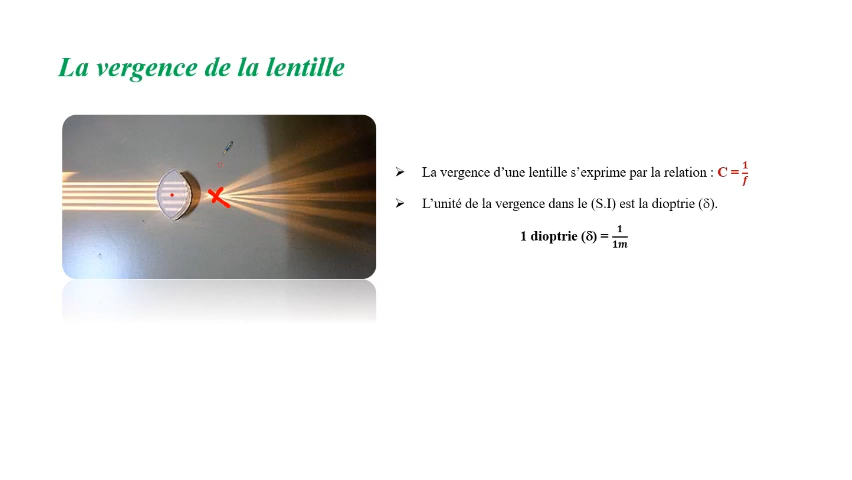 La vergence de la lentille
➢ La vergence d’une lentille s’exprime par la relation : C = 1/f
➢ L’unité de la vergence dans le (S.I) est la dioptrie (δ).
1 dioptrie (δ) = 1/1m